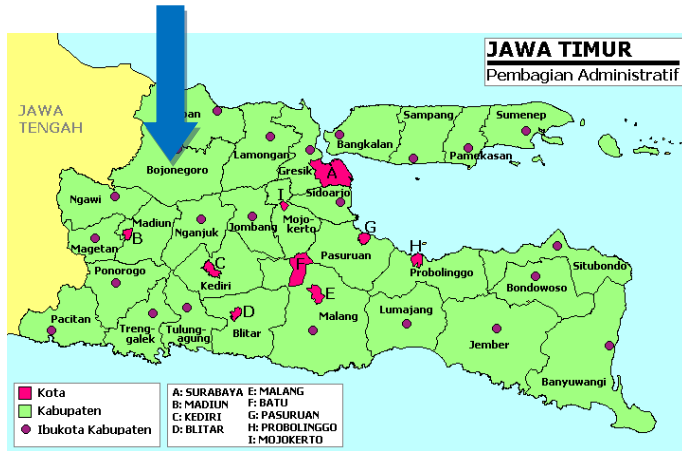 JAWA TIMUR
Pembagian Administratif
JAWA
TENGAH
ban
Bojonegoro
Lamongan
Gresik
A
Bangkalan
Sampang
Pamekasan
Sumenep
Sidoarjo
I
Ngawi
Madiun
B
Magetan
Nganjuk
Jombang
Mojo-
kerto
G
Pasuruan
H
Probolinggo
Situbondo
Bondowoso
Ponorogo
C
Kediri
F
E
Malang
Lumajang
Pacitan
Treng-
galek
Tulung-
agung
D
Blitar
Jember
Banyuwangi
Kota
Kabupaten
Ibukota Kabupaten
A: SURABAYA E: MALANG
B: MADIUN F: BATU
C: KEDIRI G: PASURUAN
D: BLITAR H: PROBOLINGGO
I: MOJOKERTO